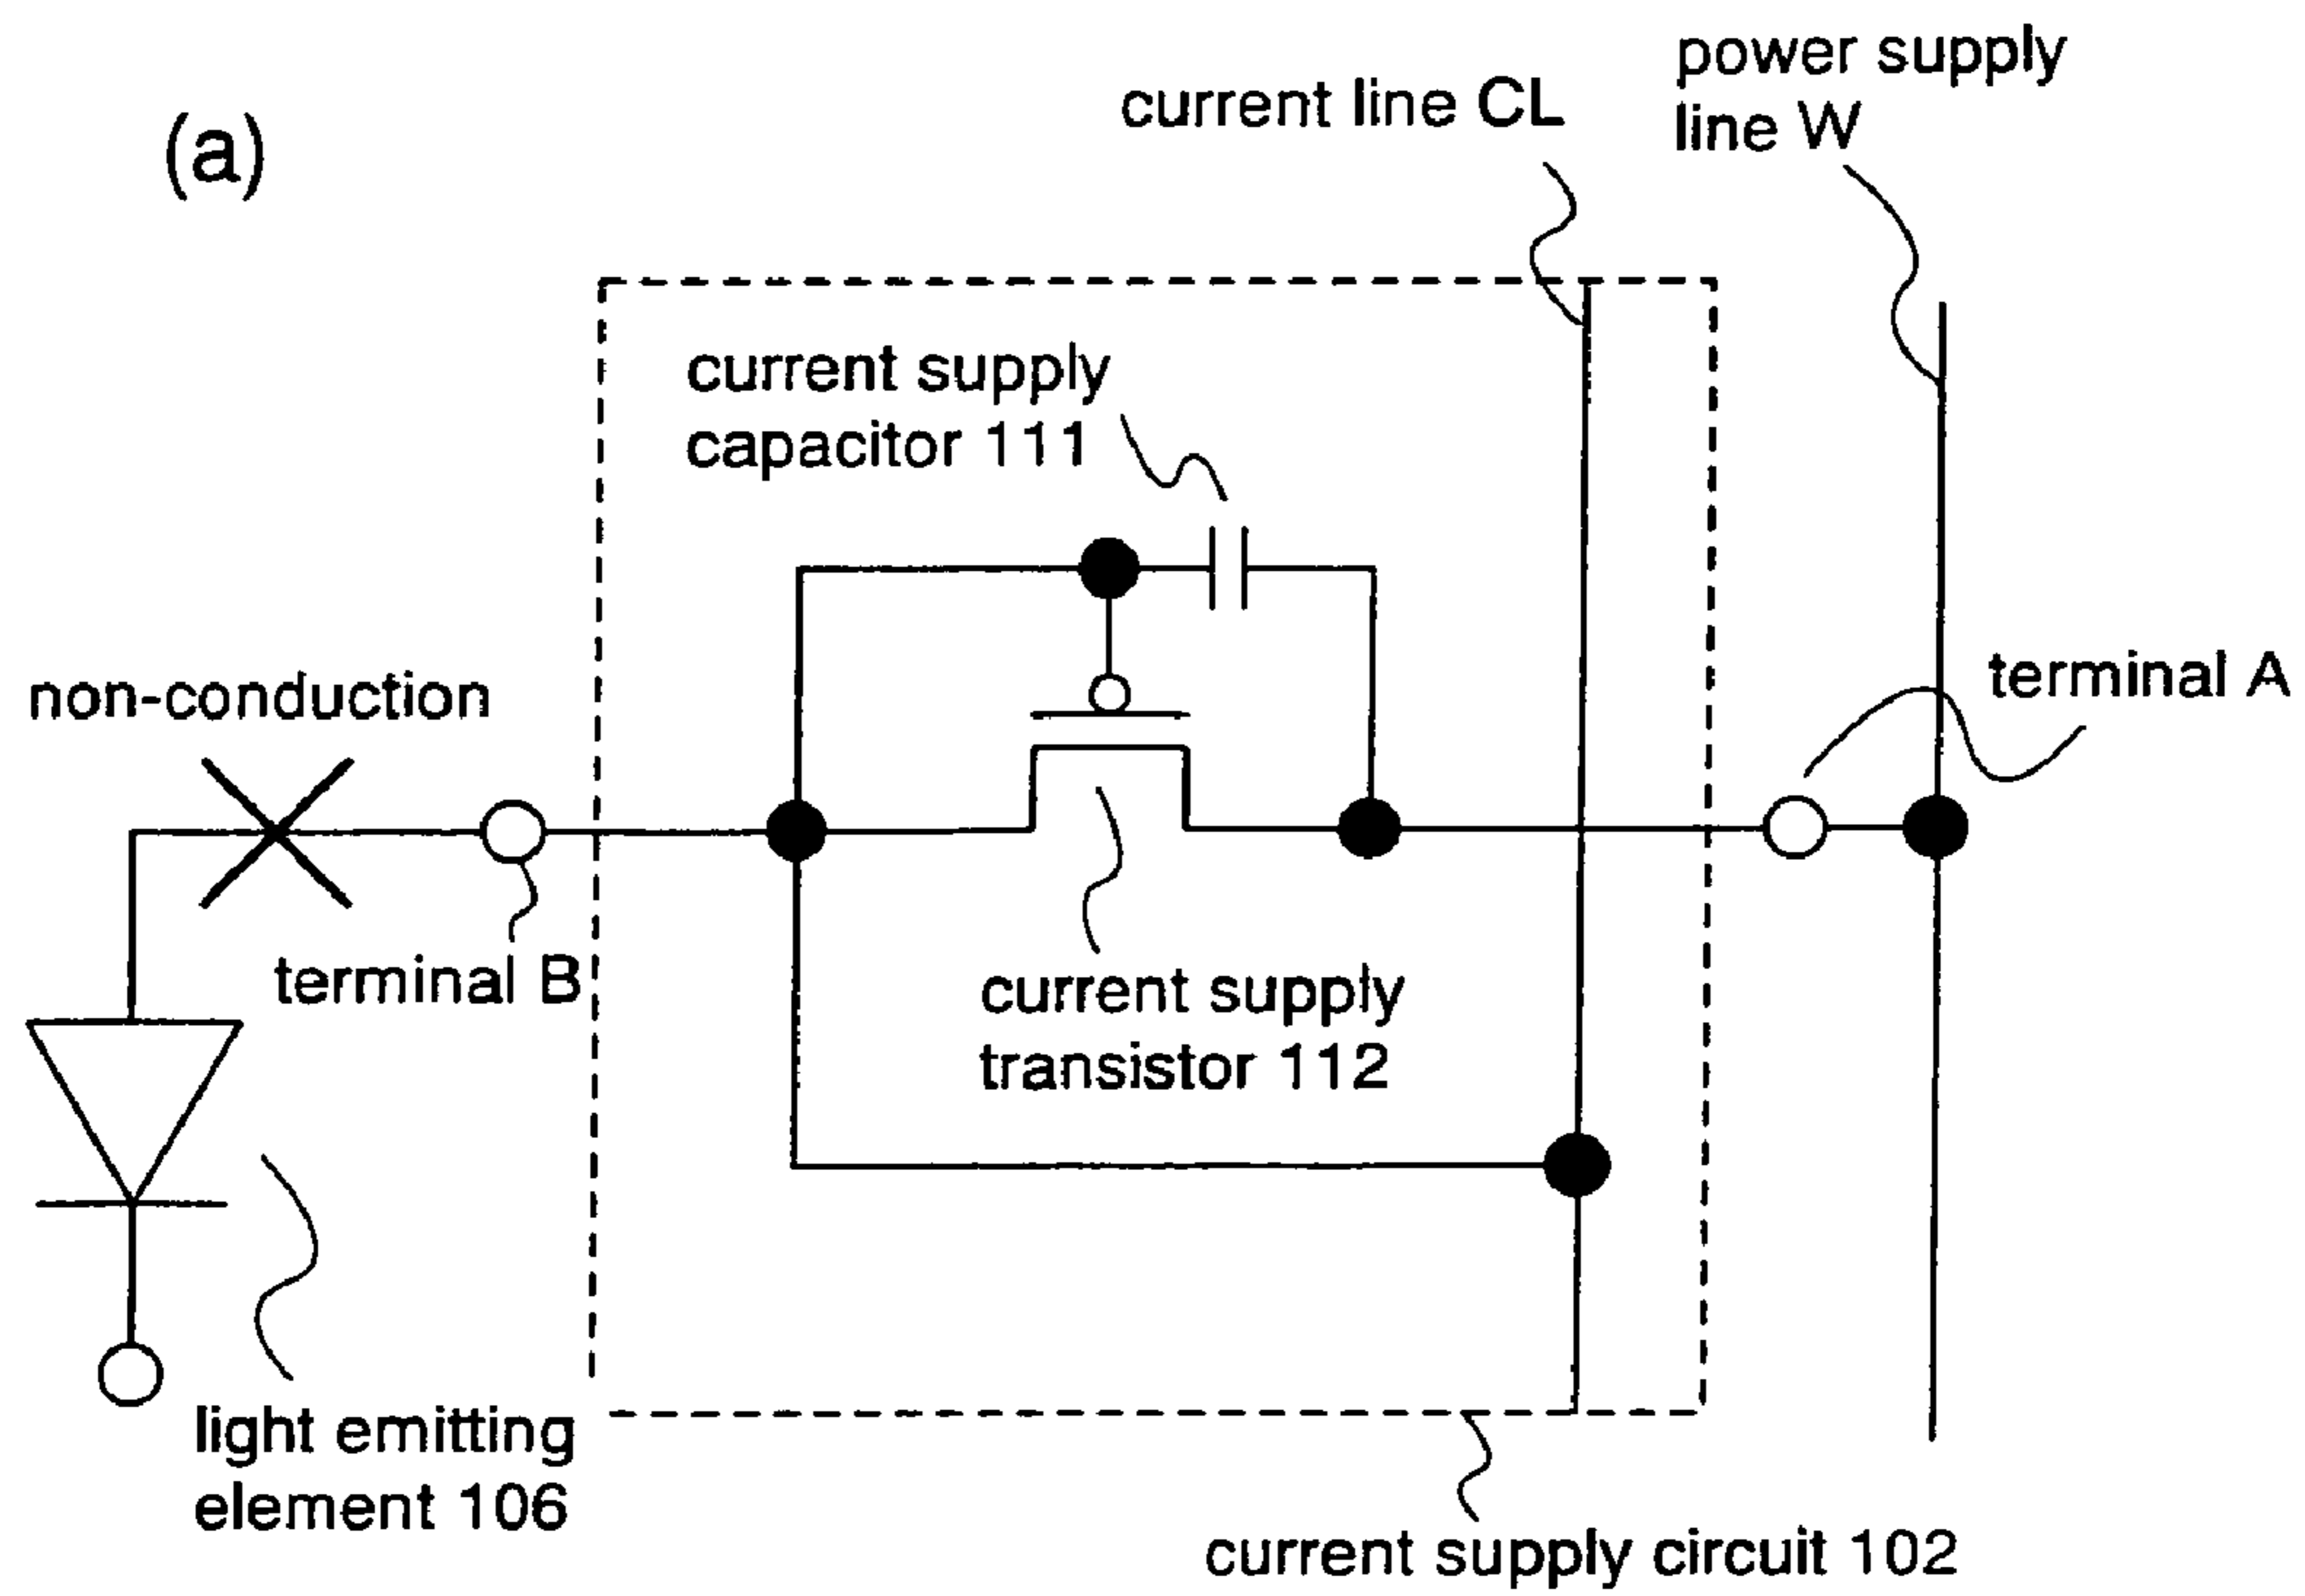 (a)
current line CL
power supply
line W
current supply
capacitor 111
non-conduction
terminal A
terminal B
current supply
transistor 112
light emitting
element 106
current supply circuit 102